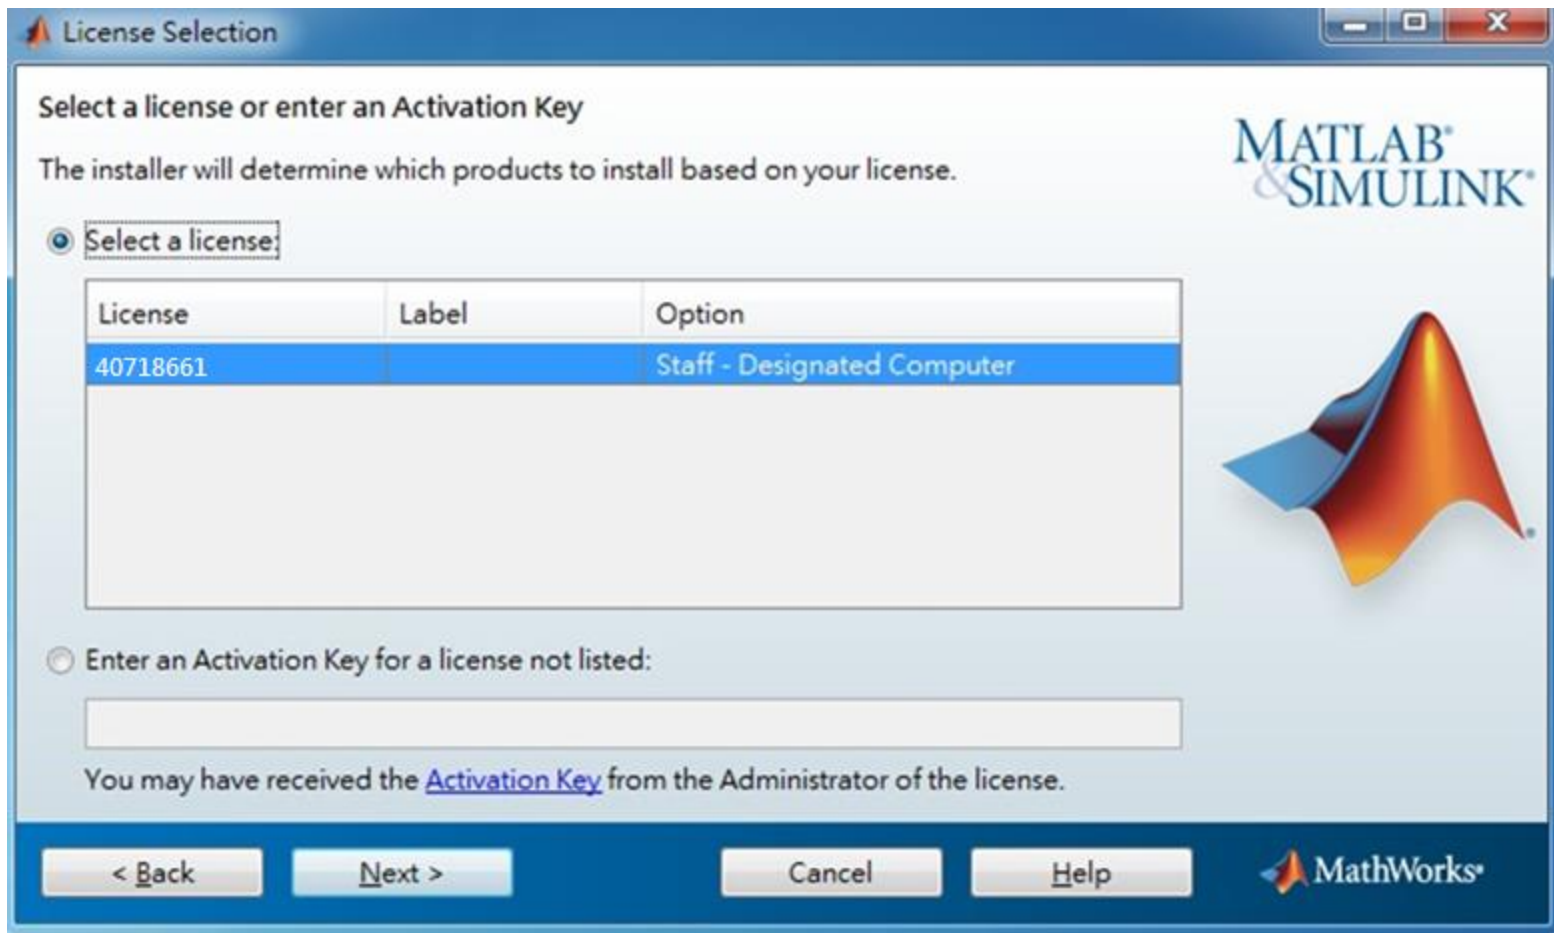 License Selection
Select a license or enter an Activation Key
The installer will determine which products to install based on your license.
MATLAB®
&SIMULINK®
Select a license:
License Label Option
40718661 Staff - Designated Computer
Enter an Activation Key for a license not listed:
You may have received the Activation Key from the Administrator of the license.
< Back Next > Cancel Help MathWorks®